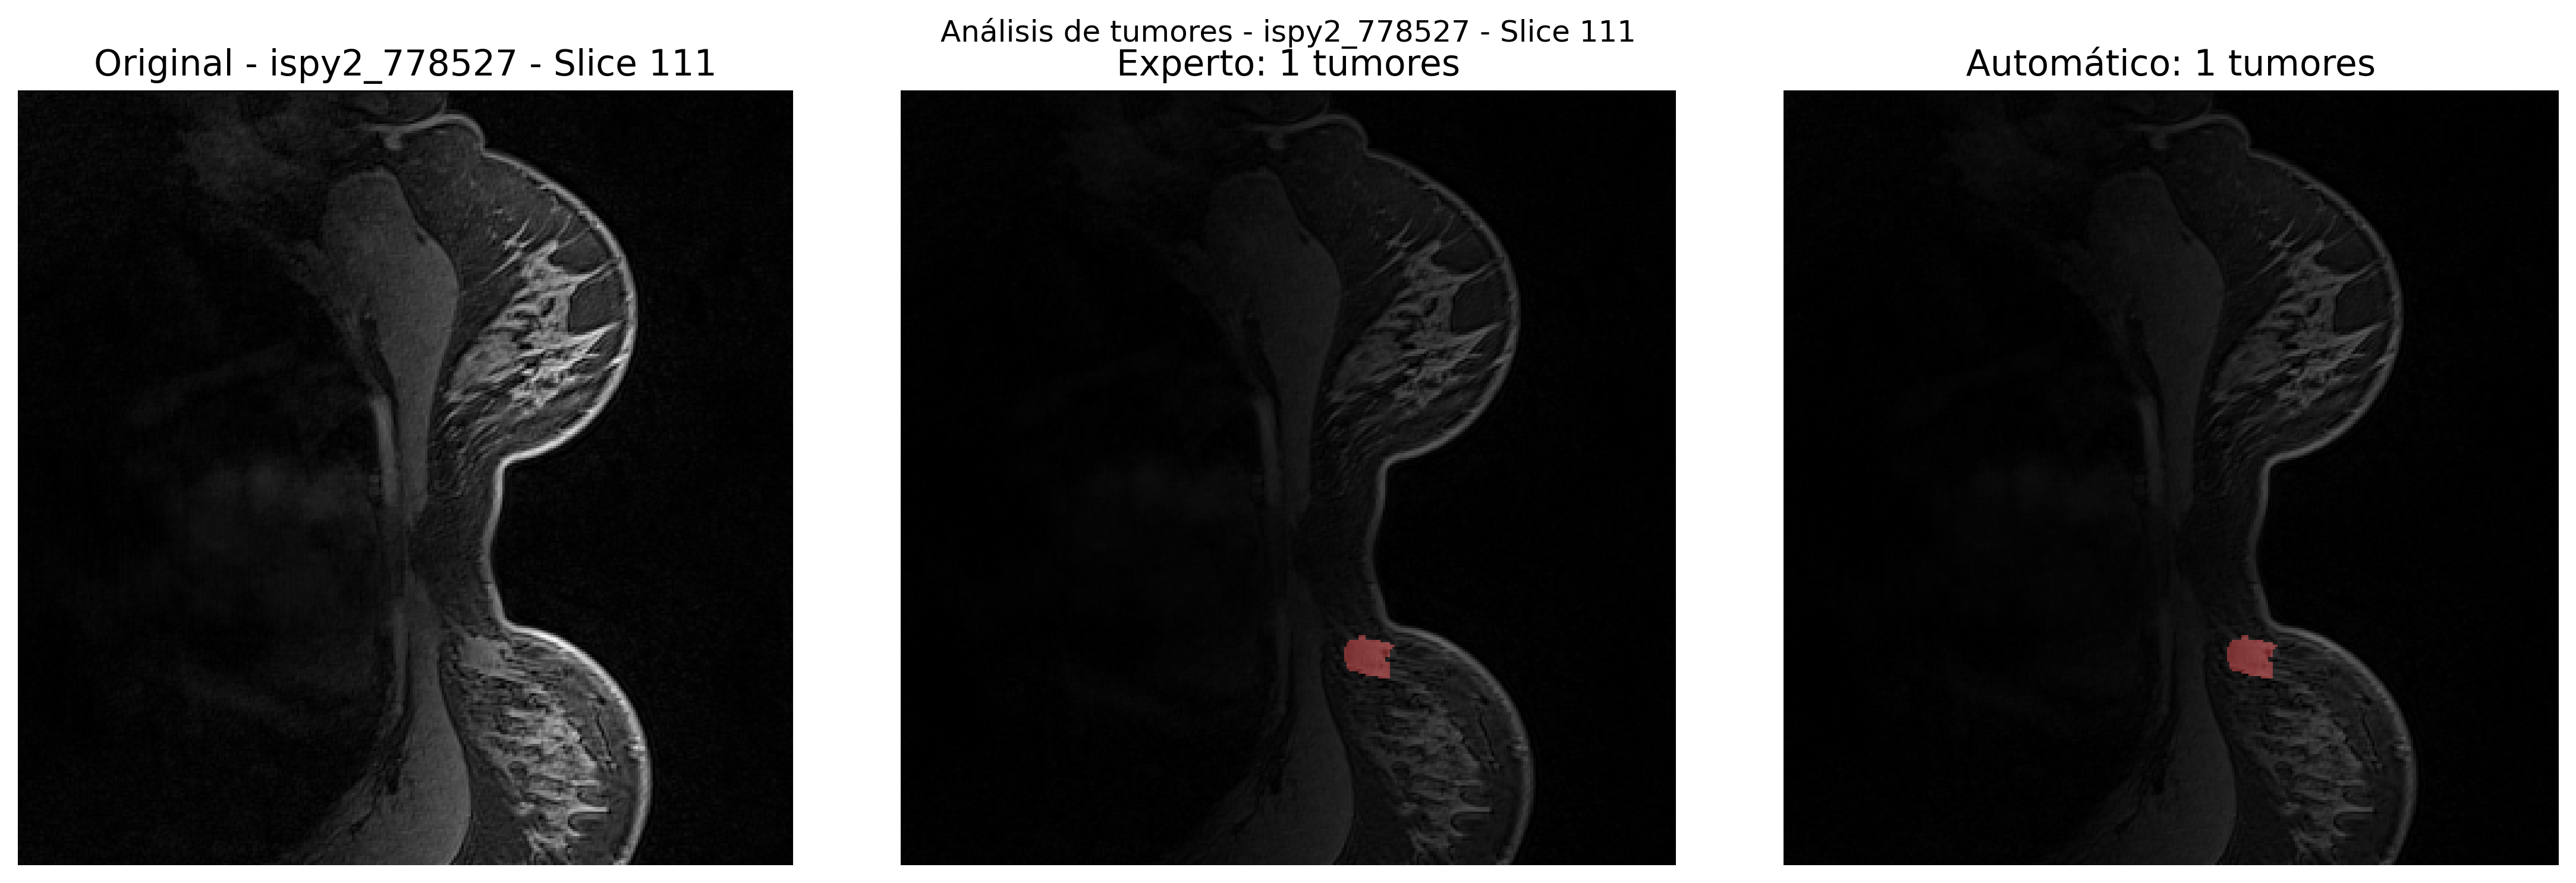 Análisis de tumores - ispy2_778527 - Slice 111
Original - ispy2_778527 - Slice 111
Experto: 1 tumores
Automático: 1 tumores